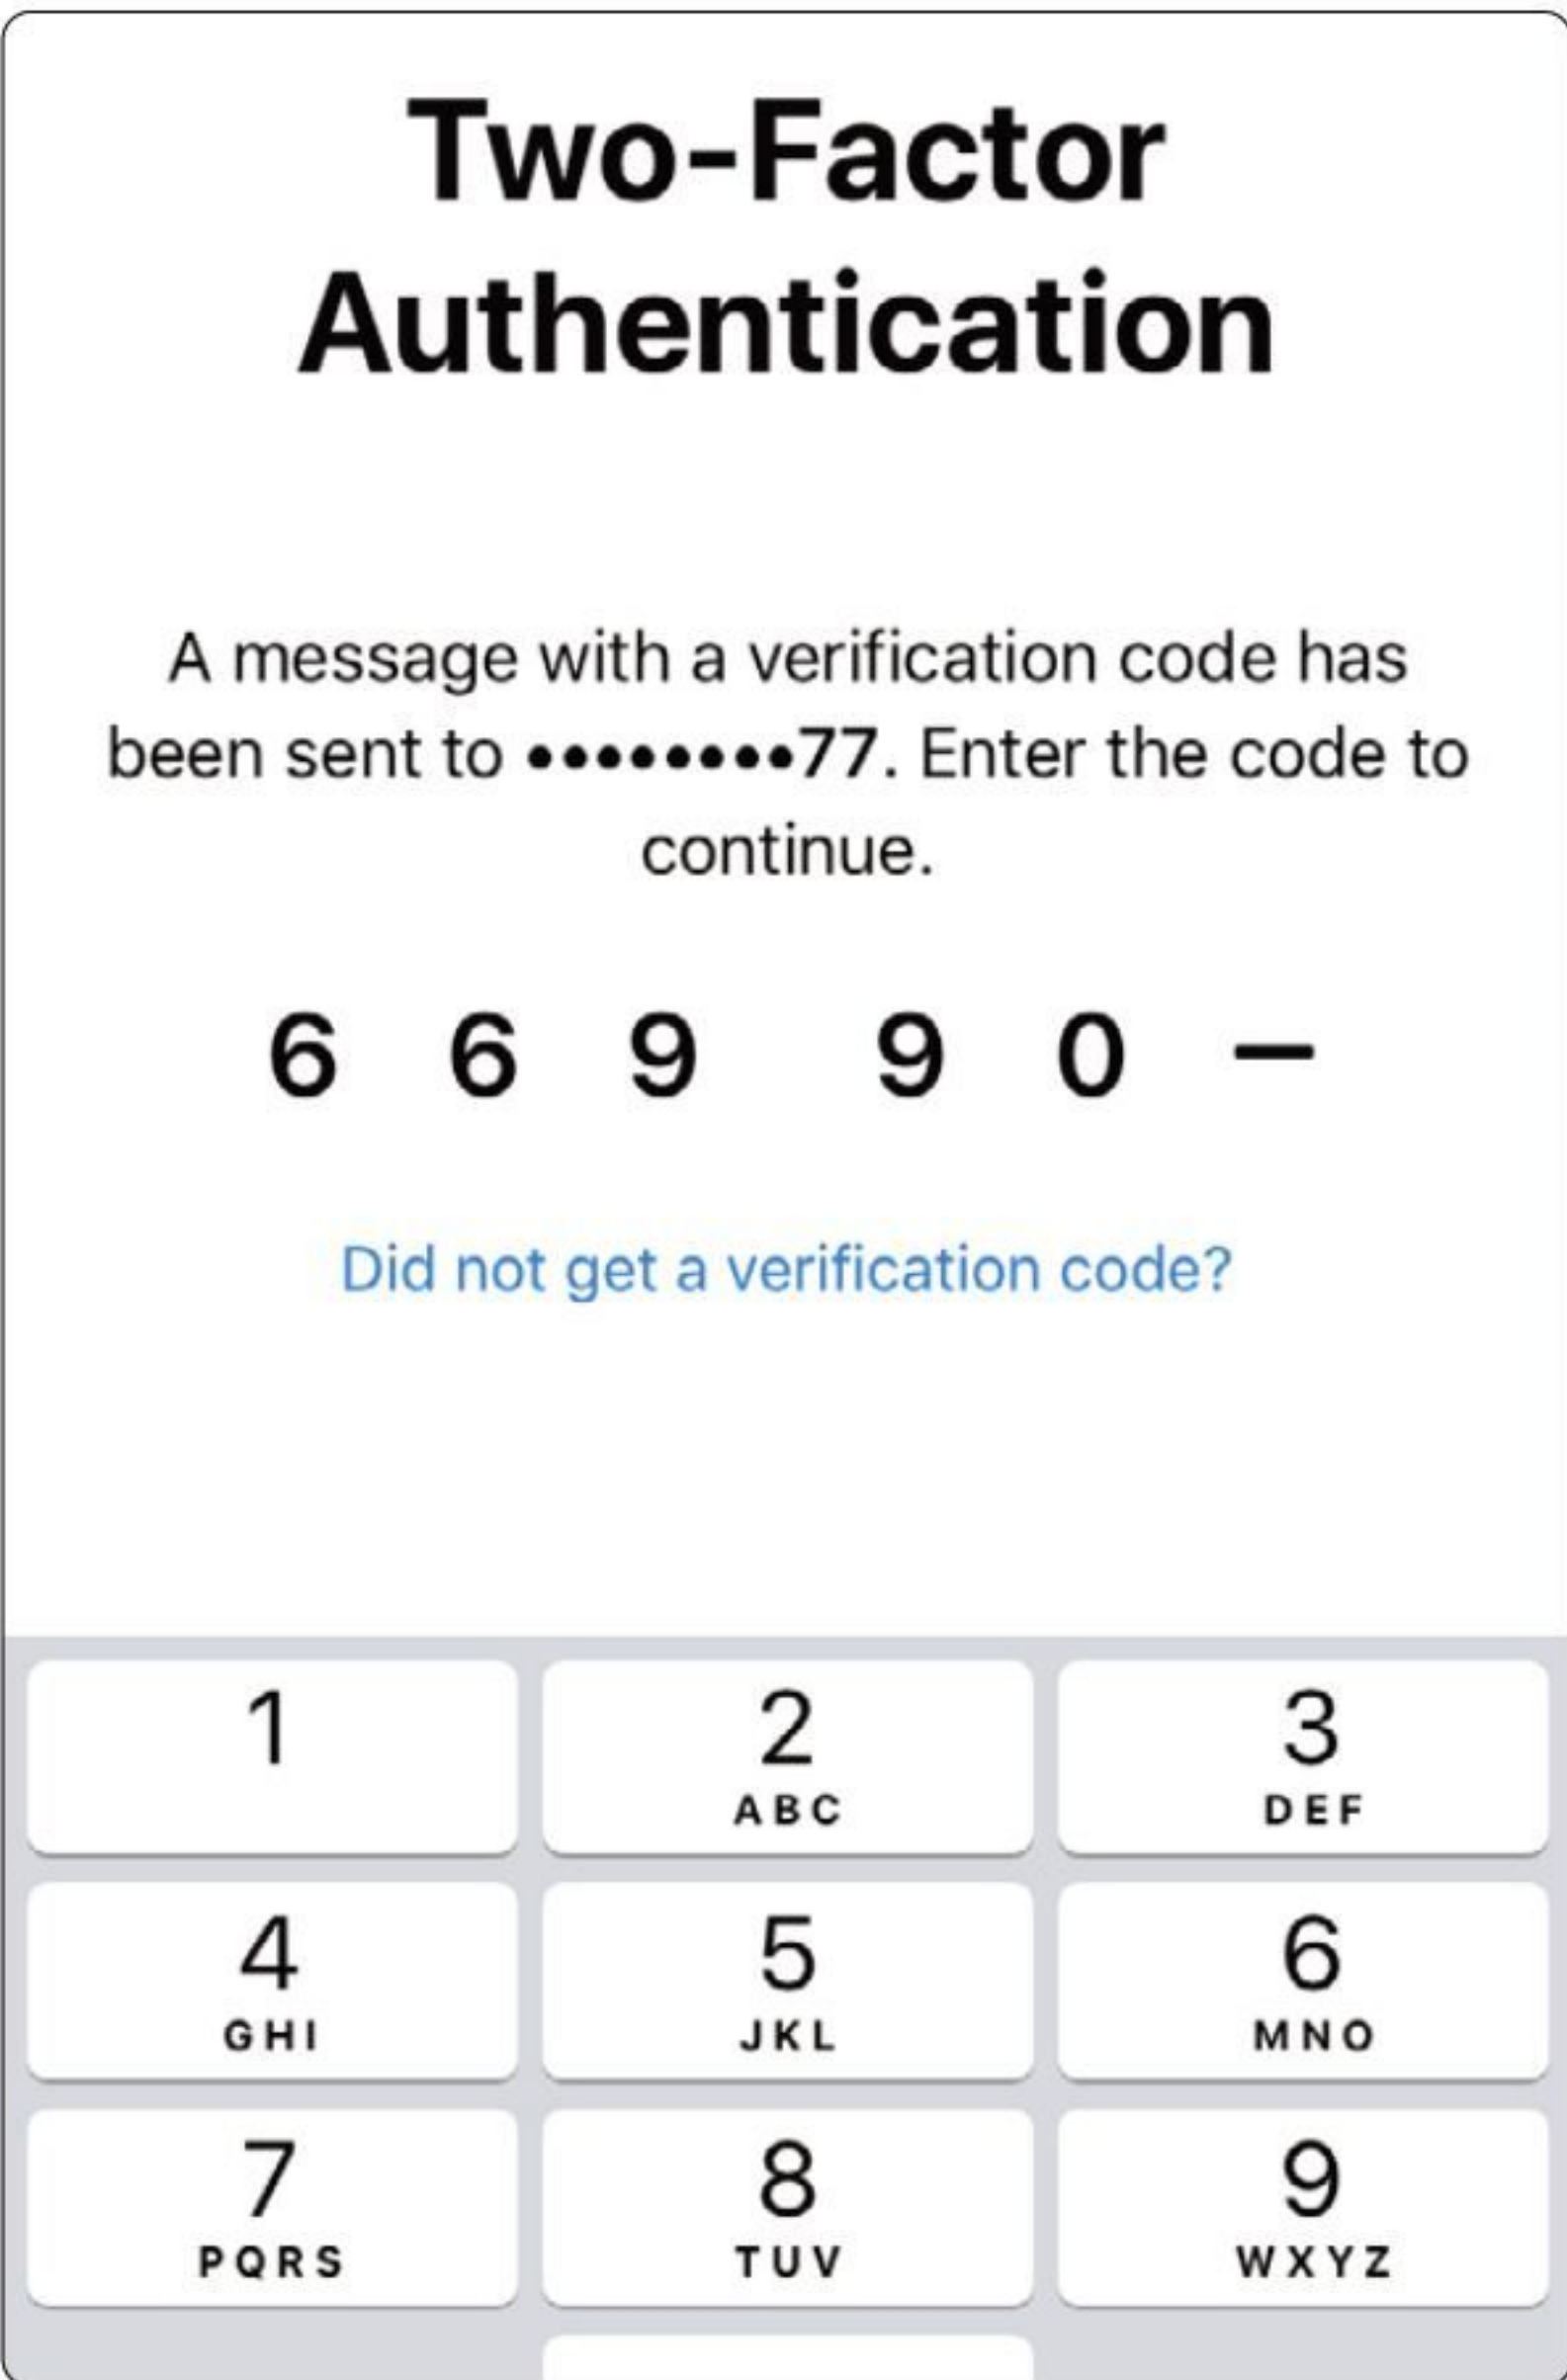 Two-Factor
Authentication
A message with a verification code has
been sent to ••••••••77. Enter the code to
continue.
6 6 9 9 0 –
Did not get a verification code?
1 2 3
ABC DEF
4 5 6
GHI JKL MNO
7 8 9
PQRS TUV WXYZ